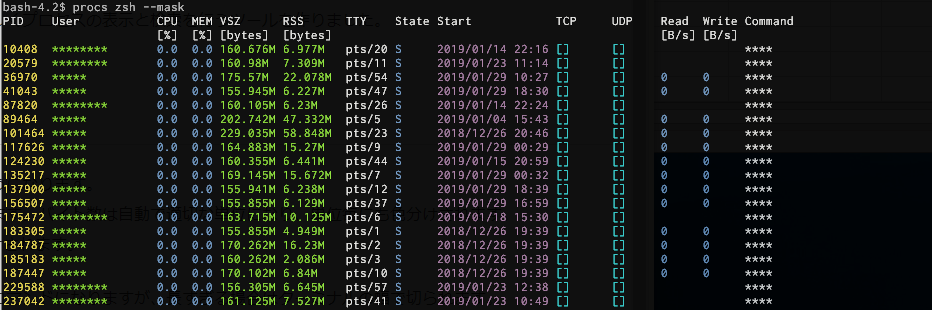 bash-4.2$ procs zsh --mask
PID User CPU MEM VSZ RSS TTY State Start TCP UDP Read Write Command
[%] [%] [bytes] [bytes] [B/s] [B/s]
10408 ******** 0.0 0.0 160.676M 6.977M pts/20 S 2019/01/14 22:16 [] [] ****
20579 ******** 0.0 0.0 160.98M 7.309M pts/11 S 2019/01/23 11:14 [] [] ****
36970 ***** 0.0 0.0 175.57M 22.078M pts/54 S 2019/01/29 10:27 [] [] 0 0 ****
41043 ***** 0.0 0.0 155.945M 6.227M pts/47 S 2019/01/29 18:30 [] [] 0 0 ****
87820 ******** 0.0 0.0 160.105M 6.23M pts/26 S 2019/01/14 22:24 [] [] ****
89464 ***** 0.0 0.0 202.742M 47.332M pts/5 S 2019/01/04 15:43 [] [] 0 0 ****
101464 ***** 0.0 0.0 229.035M 58.848M pts/23 S 2018/12/26 20:46 [] [] 0 0 ****
117626 ***** 0.0 0.0 164.883M 15.27M pts/9 S 2019/01/29 00:29 [] [] 0 0 ****
124230 ***** 0.0 0.0 160.355M 6.441M pts/44 S 2019/01/15 20:59 [] [] 0 0 ****
135217 ***** 0.0 0.0 169.145M 15.672M pts/7 S 2019/01/29 00:32 [] [] 0 0 ****
137900 ***** 0.0 0.0 155.941M 6.238M pts/12 S 2019/01/29 18:39 [] [] 0 0 ****
156507 ***** 0.0 0.0 155.855M 6.129M pts/37 S 2019/01/29 16:59 [] [] 0 0 ****
175472 ******** 0.0 0.0 163.715M 10.125M pts/6 S 2019/01/18 15:30 [] [] ****
183305 ***** 0.0 0.0 155.855M 4.949M pts/1 S 2018/12/26 19:39 [] [] 0 0 ****
184787 ***** 0.0 0.0 170.262M 16.23M pts/2 S 2018/12/26 19:39 [] [] 0 0 ****
185183 ***** 0.0 0.0 160.262M 2.086M pts/3 S 2018/12/26 19:39 [] [] 0 0 ****
187447 ***** 0.0 0.0 170.102M 6.84M pts/10 S 2018/12/26 19:39 [] [] 0 0 ****
229588 ******** 0.0 0.0 156.305M 6.645M pts/57 S 2019/01/23 12:38 [] [] ****
237042 ******** 0.0 0.0 161.125M 7.527M pts/41 S 2019/01/23 10:49 [] [] ****